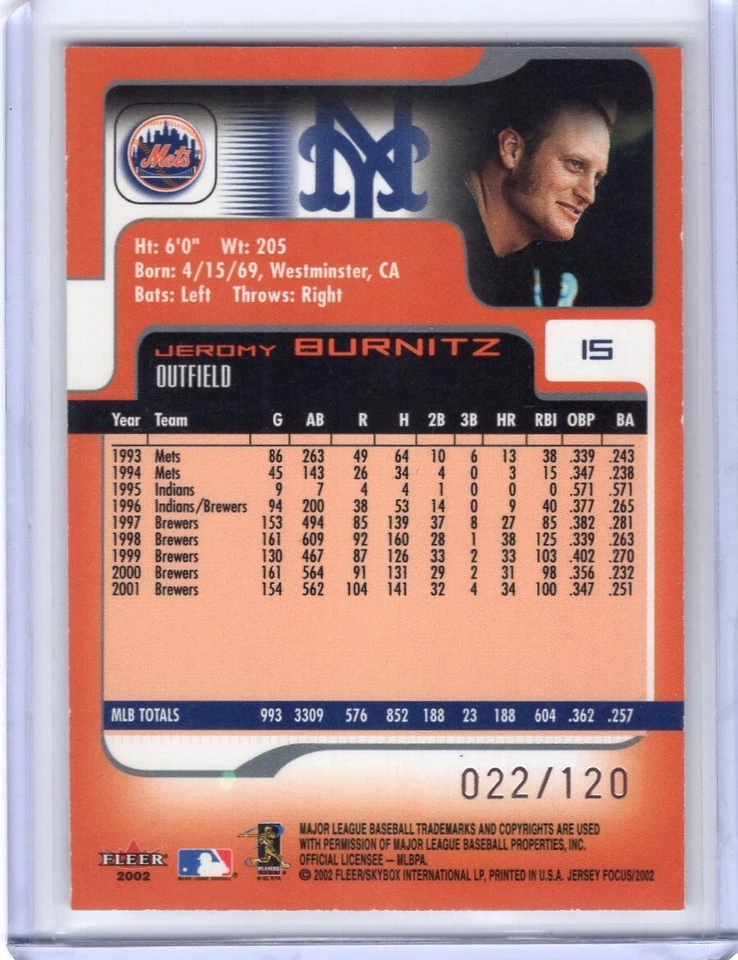 Mets
NY
Ht: 6'0" Wt: 205
Born: 4/15/69, Westminster, CA
Bats: Left Throws: Right
JEROMY BURNITZ
15
OUTFIELD
Year Team G AB R H 2B 3B HR RBI OBP BA
1993 Mets 86 263 49 64 10 6 13 38 .339 .243
1994 Mets 45 143 26 34 4 0 3 15 .347 .238
1995 Indians 9 7 4 4 1 0 0 0 .571 .571
1996 Indians/Brewers 94 200 38 53 14 0 9 40 .377 .265
1997 Brewers 153 494 85 139 37 8 27 85 .382 .281
1998 Brewers 161 609 92 160 28 1 38 125 .339 .263
1999 Brewers 130 467 87 126 33 2 33 103 .402 .270
2000 Brewers 161 564 91 131 29 2 31 98 .356 .232
2001 Brewers 154 562 104 141 32 4 34 100 .347 .251
MLB TOTALS 993 3309 576 852 188 23 188 604 .362 .257
022/120
MAJOR LEAGUE BASEBALL TRADEMARKS AND COPYRIGHTS ARE USED
WITH PERMISSION OF MAJOR LEAGUE BASEBALL PROPERTIES, INC.
OFFICIAL LICENSEE – MLBPA.
© 2002 FLEER/SKYBOX INTERNATIONAL LP, PRINTED IN U.S.A. JERSEY FOCUS/2002
FLEER
2002
PLAYERS